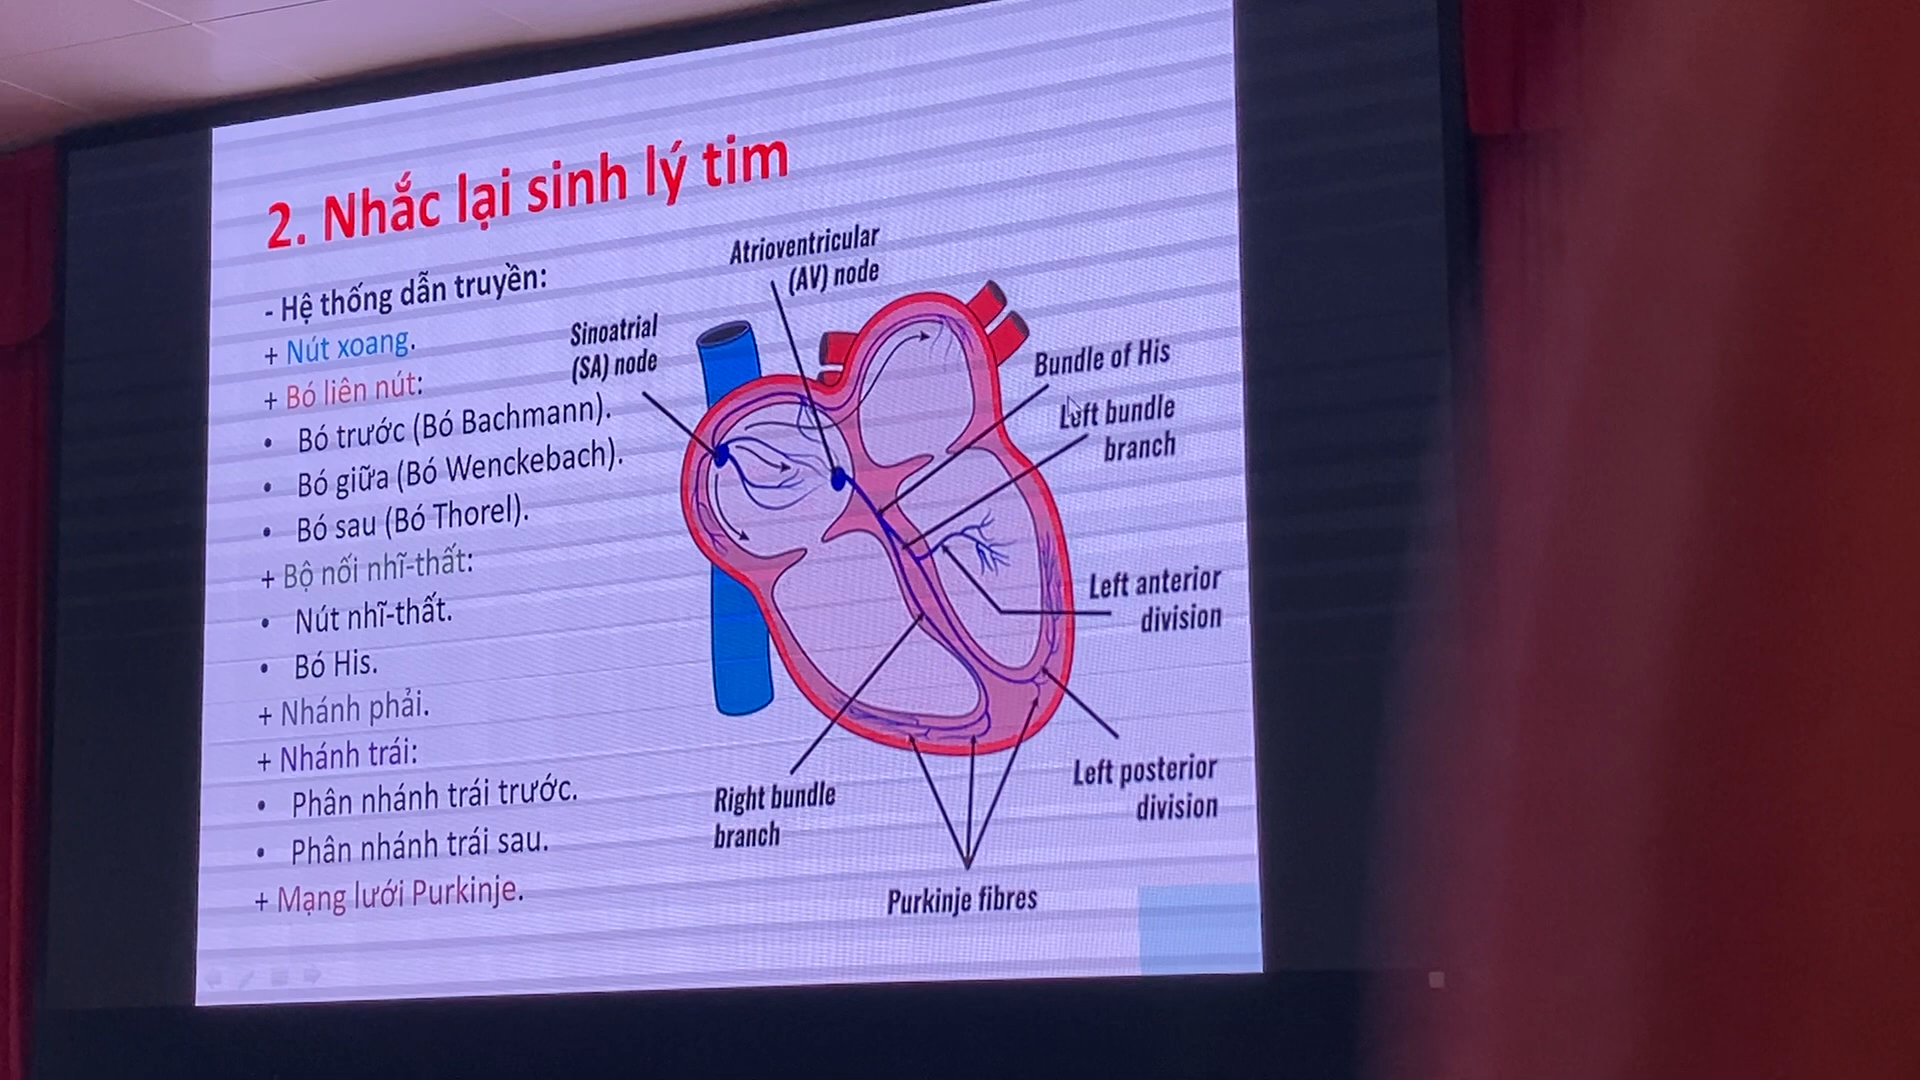 2. Nhắc lại sinh lý tim
- Hệ thống dẫn truyền:
+ Nút xoang.
+ Bó liên nút:
• Bó trước (Bó Bachmann).
• Bó giữa (Bó Wenckebach).
• Bó sau (Bó Thorel).
+ Bộ nối nhĩ-thất:
• Nút nhĩ-thất.
• Bó His.
+ Nhánh phải.
+ Nhánh trái:
• Phân nhánh trái trước.
• Phân nhánh trái sau.
+ Mạng lưới Purkinje.
Atrioventricular
(AV) node
Sinoatrial
(SA) node
Bundle of His
Left bundle
branch
Left anterior
division
Left posterior
division
Right bundle
branch
Purkinje fibres